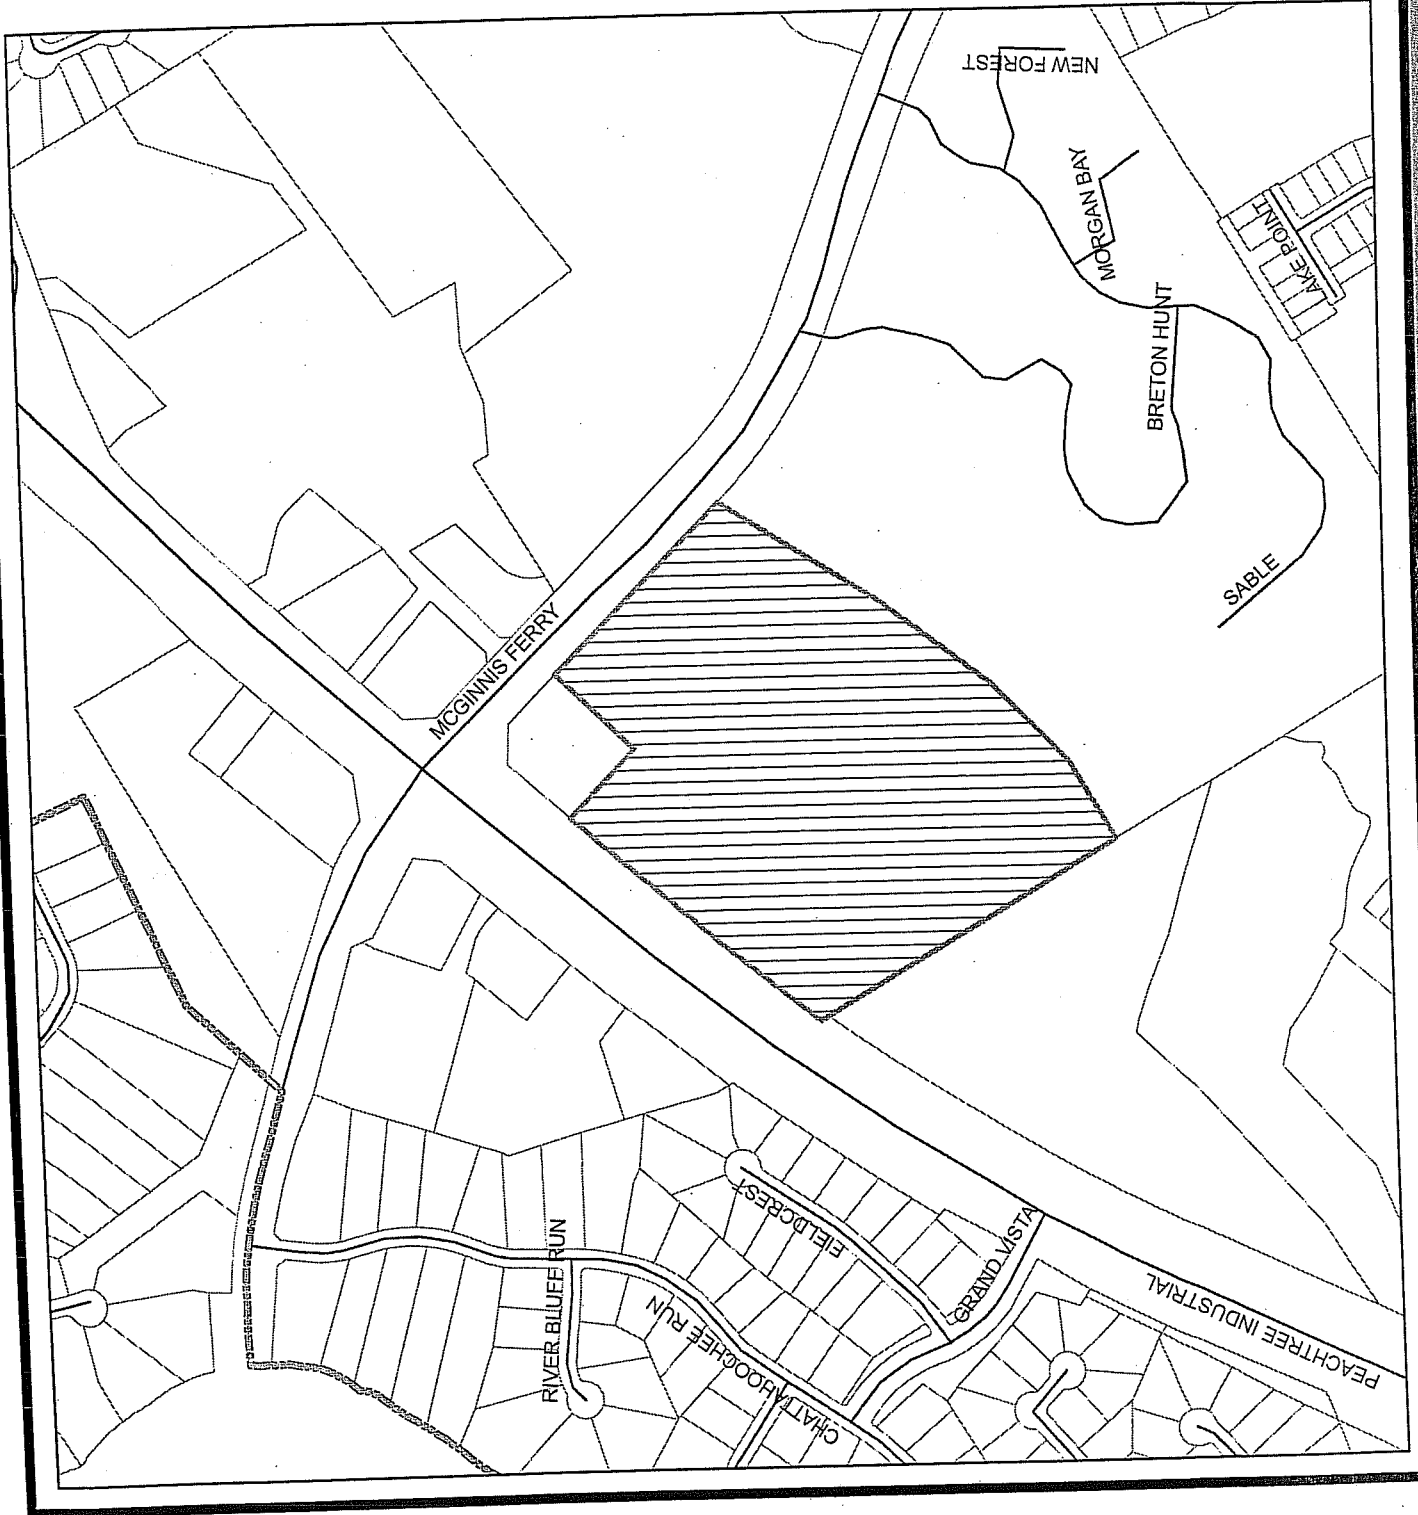 NEW FOREST
MORGAN BAY
LAKE POINT
BRETON HUNT
SABLE
MCGINNIS FERRY
RIVER BLUFF RUN
FIELDCREST
GRAND VISTA
CHATTAHOOCHEE RUN
PEACHTREE INDUSTRIAL